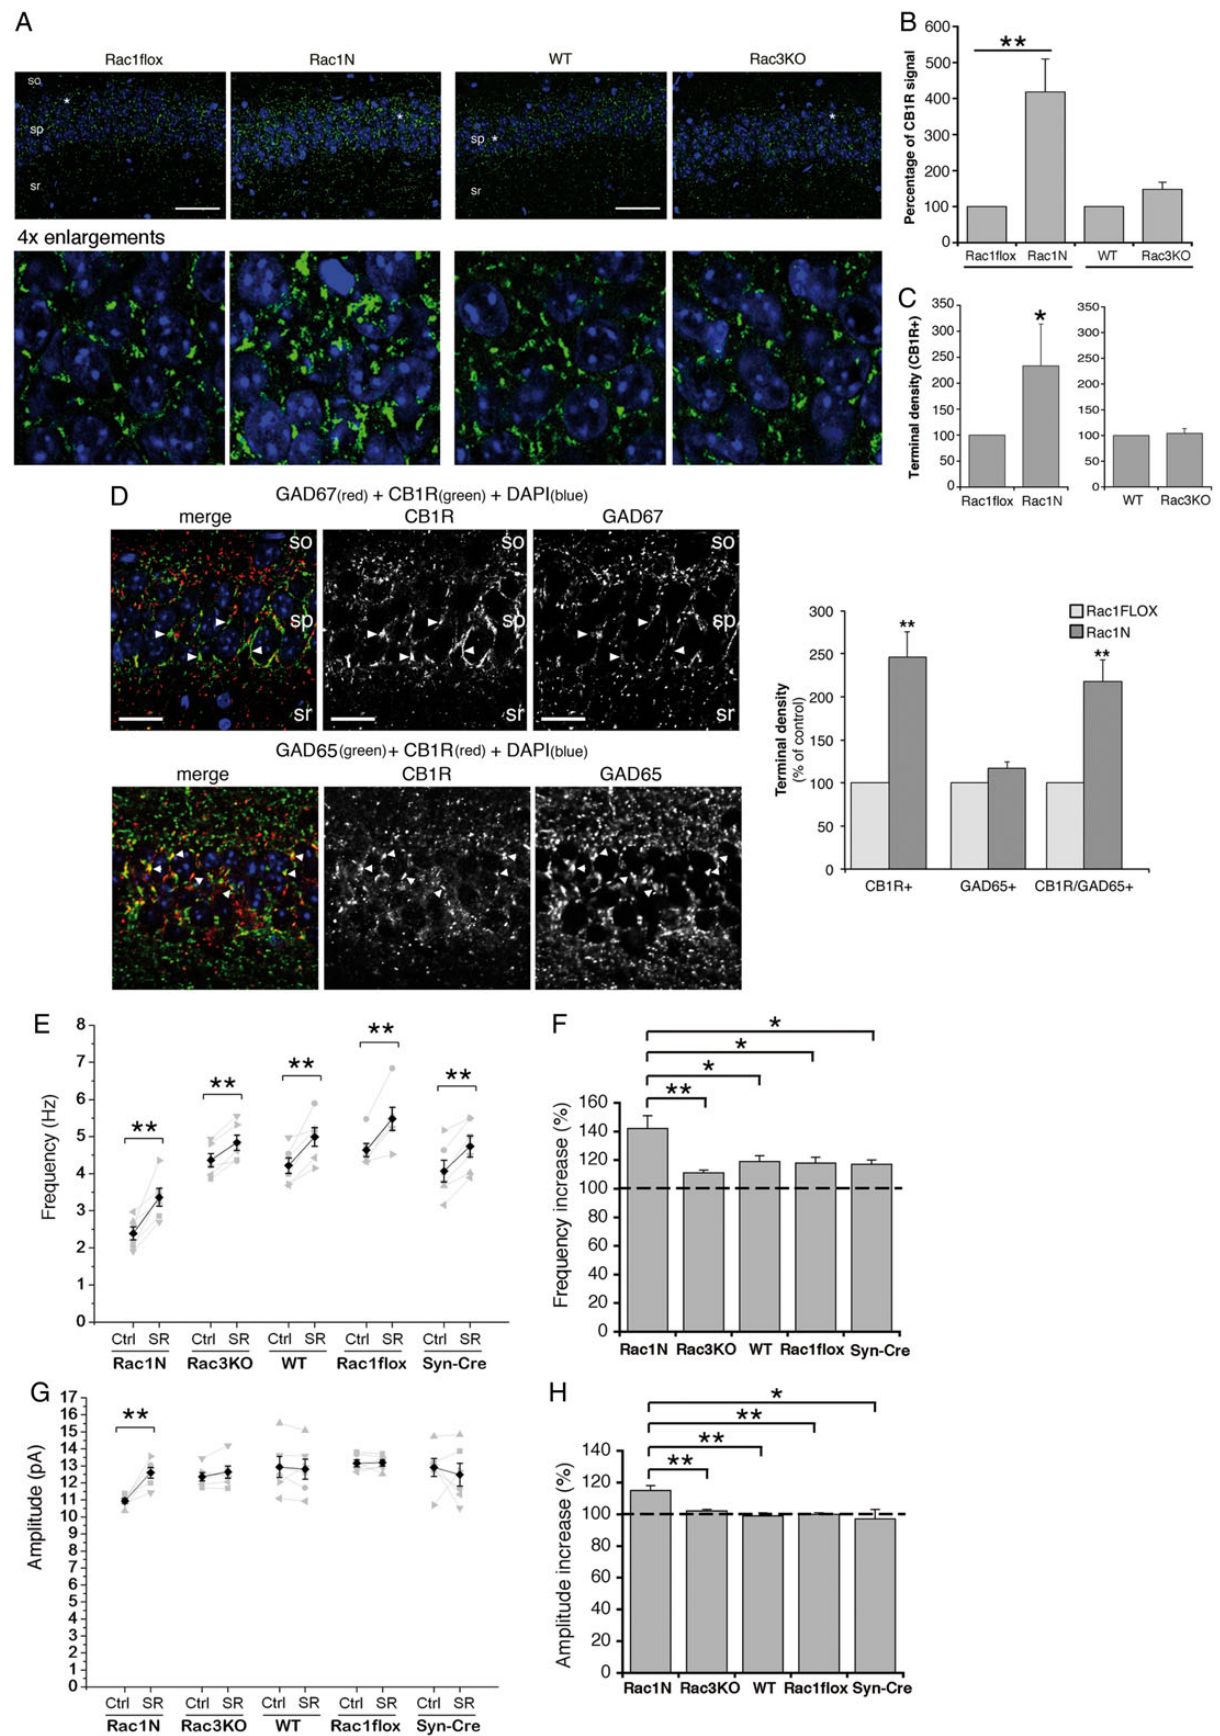 A
Rac1flox
Rac1N
WT
Rac3KO
so
sp
sr
*
*
sp
*
sr
*
4x enlargements
B
Percentage of CB1R signal
600
500
400
300
200
100
0
**
Rac1flox
Rac1N
WT
Rac3KO
C
Terminal density (CB1R+)
350
300
250
200
150
100
50
0
*
Rac1flox
Rac1N
350
300
250
200
150
100
50
0
WT
Rac3KO
D
GAD67(red) + CB1R(green) + DAPI(blue)
merge
CB1R
GAD67
so
sp
sr
so
sp
sr
so
sp
sr
GAD65(green) + CB1R(red) + DAPI(blue)
merge
CB1R
GAD65
Terminal density
(% of control)
300
250
200
150
100
50
0
Rac1FLOX
Rac1N
**
**
CB1R+
GAD65+
CB1R/GAD65+
E
Frequency (Hz)
8
7
6
5
4
3
2
1
0
**
**
**
**
**
Ctrl SR
Ctrl SR
Ctrl SR
Ctrl SR
Ctrl SR
Rac1N
Rac3KO
WT
Rac1flox
Syn-Cre
F
Frequency increase (%)
160
140
120
100
80
60
40
20
0
*
*
*
**
Rac1N
Rac3KO
WT
Rac1flox
Syn-Cre
G
Amplitude (pA)
17
16
15
14
13
12
11
10
9
8
7
6
5
4
3
2
1
0
**
Ctrl SR
Ctrl SR
Ctrl SR
Ctrl SR
Ctrl SR
Rac1N
Rac3KO
WT
Rac1flox
Syn-Cre
H
Amplitude increase (%)
140
120
100
80
60
40
20
0
*
**
**
**
Rac1N
Rac3KO
WT
Rac1flox
Syn-Cre